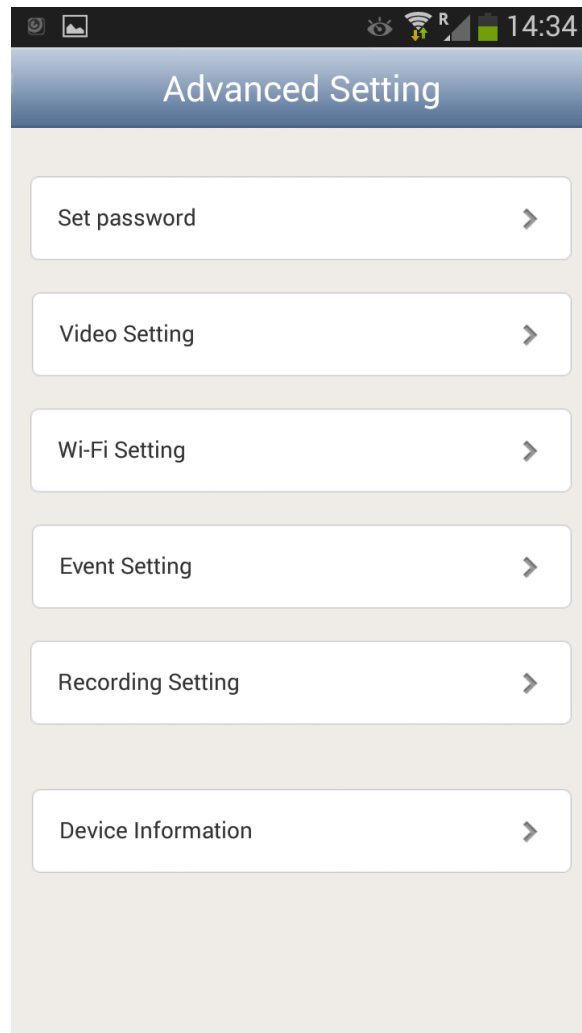 R 14:34
Advanced Setting
Set password
Video Setting
Wi-Fi Setting
Event Setting
Recording Setting
Device Information